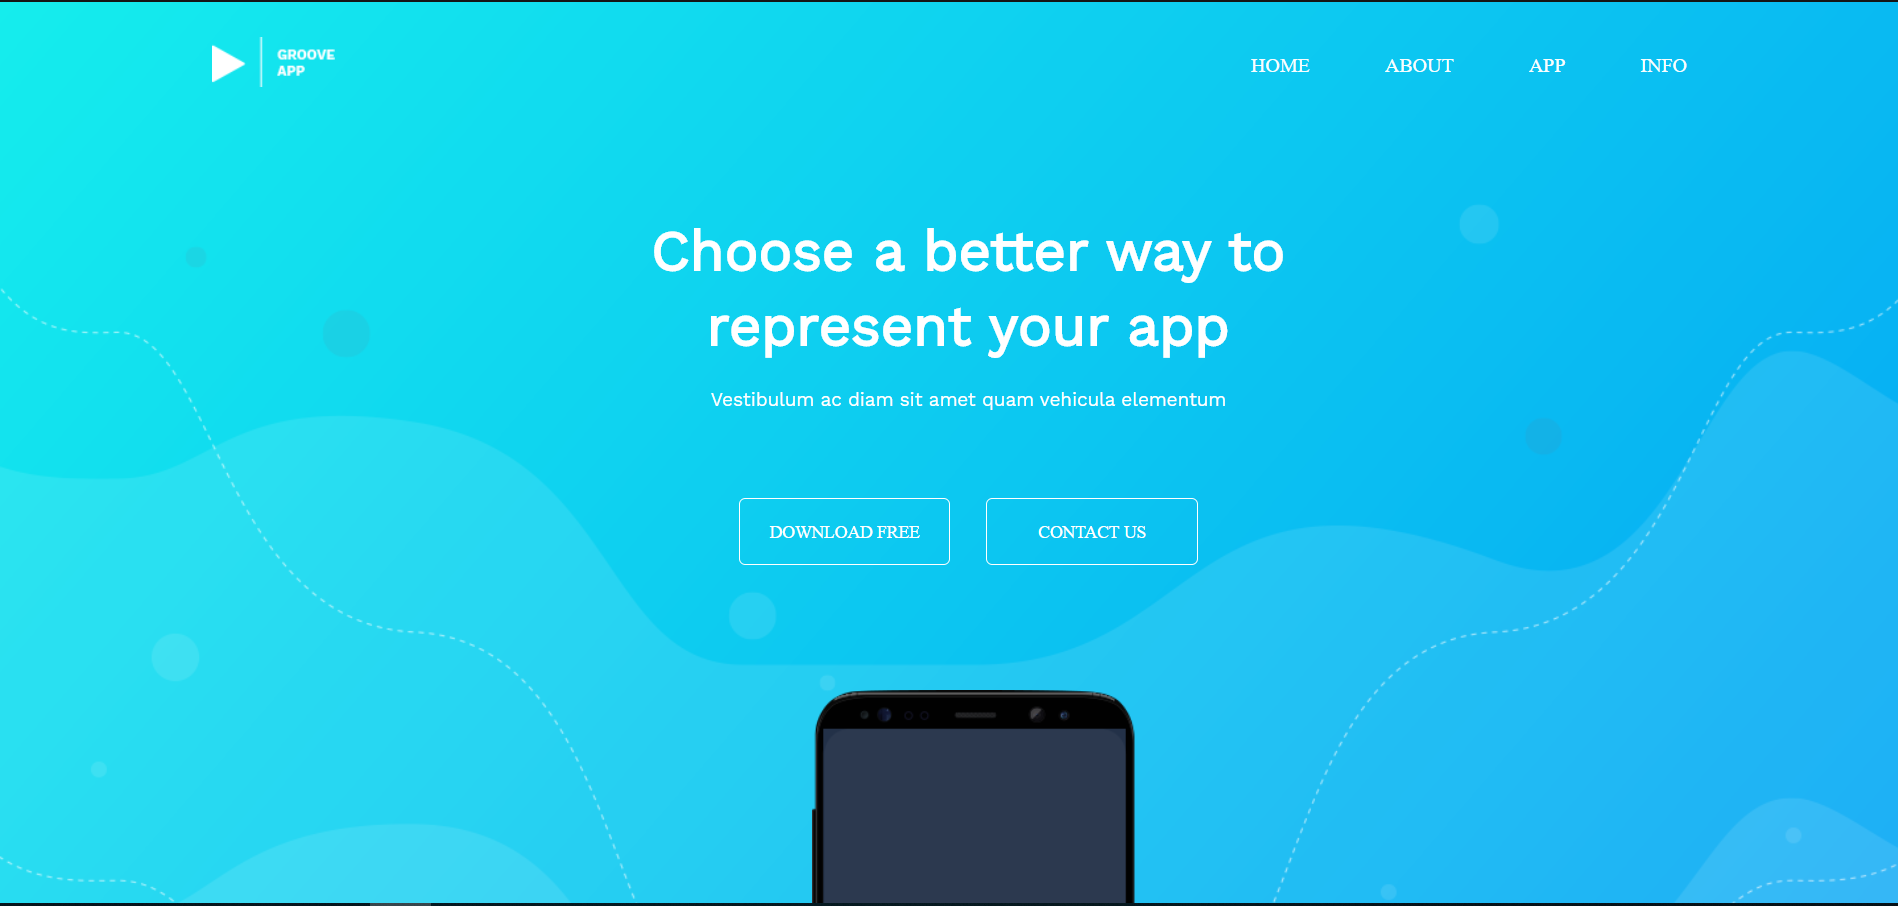 GROOVE
APP
HOME ABOUT APP INFO
Choose a better way to
represent your app
Vestibulum ac diam sit amet quam vehicula elementum
DOWNLOAD FREE CONTACT US